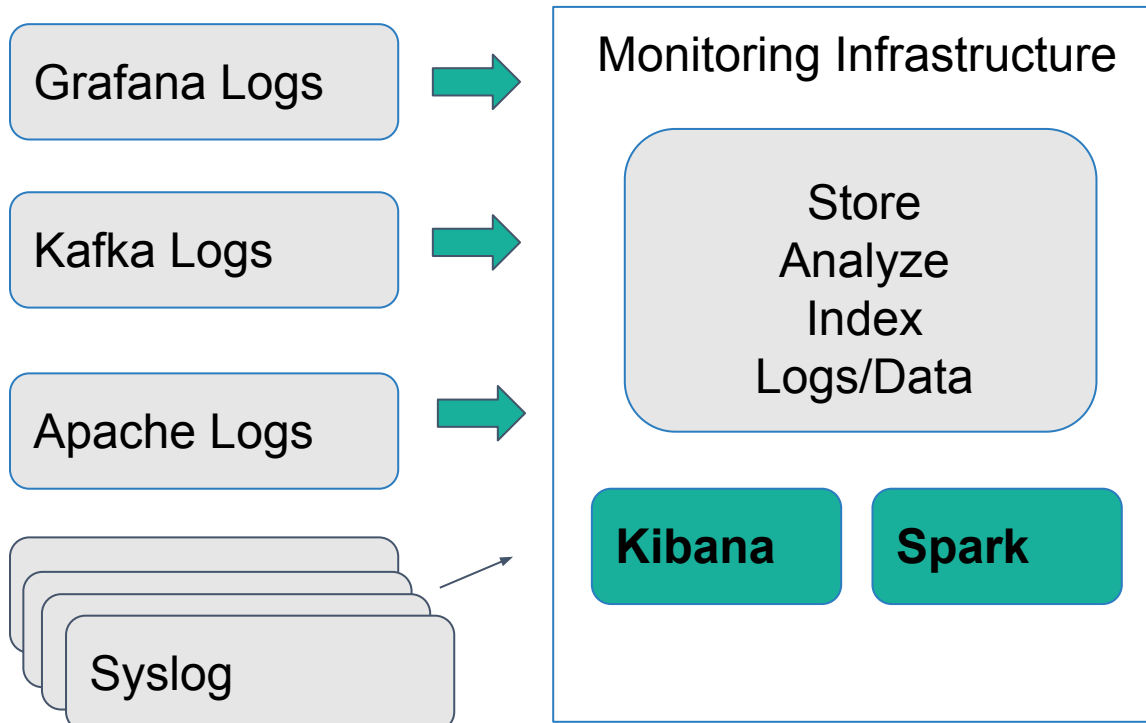 Grafana Logs
Kafka Logs
Apache Logs
Syslog
Monitoring Infrastructure
Store
Analyze
Index
Logs/Data
Kibana
Spark